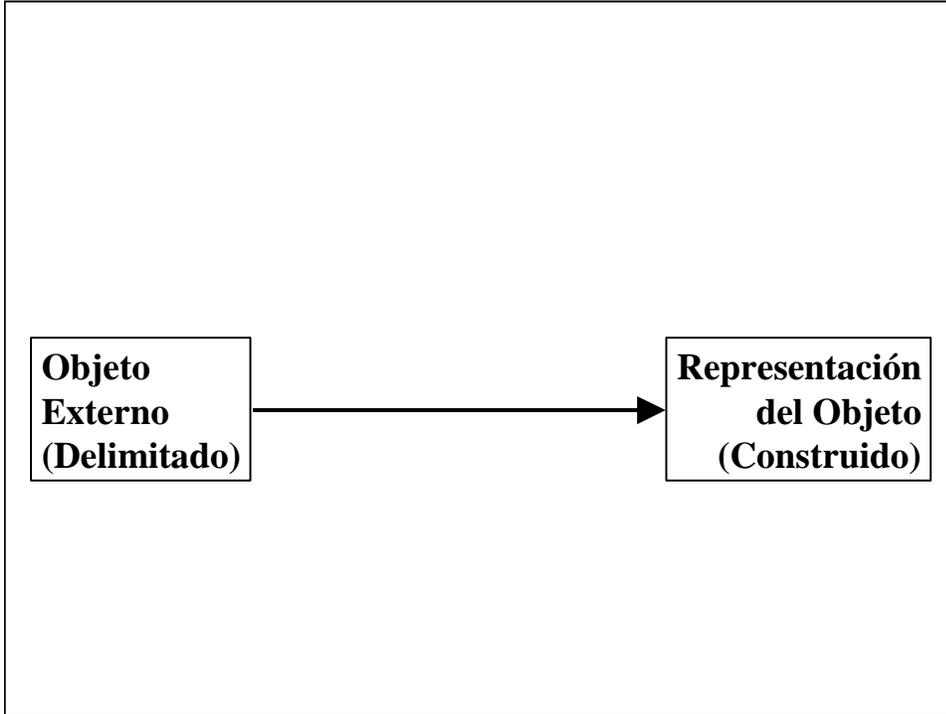 Objeto
Externo
(Delimitado)
Representación
del Objeto
(Construido)